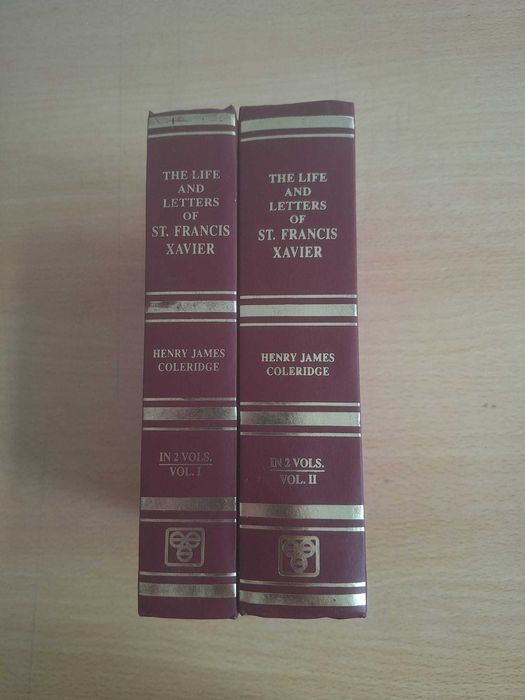 THE LIFE
AND
LETTERS
OF
ST. FRANCIS
XAVIER
HENRY JAMES
COLERIDGE
IN 2 VOLS.
VOL. I
THE LIFE
AND
LETTERS
OF
ST. FRANCIS
XAVIER
HENRY JAMES
COLERIDGE
IN 2 VOLS.
VOL. II